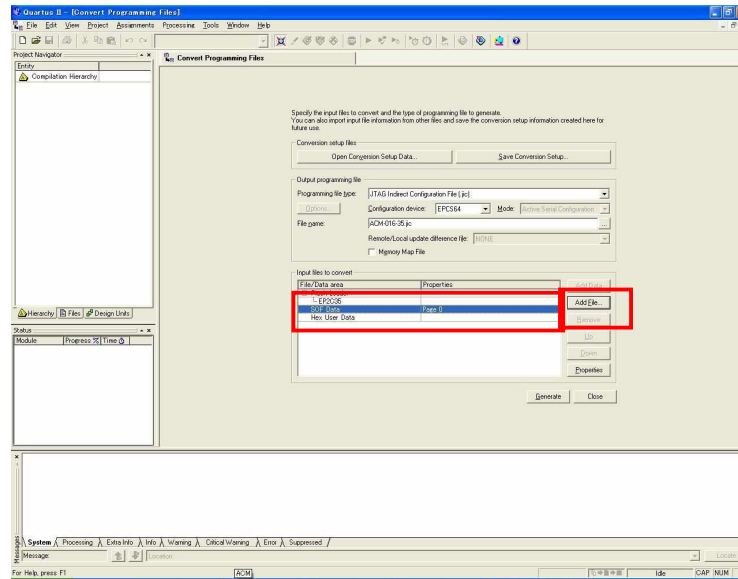 Quartus II - [Convert Programming Files]
File Edit View Project Assignments Processing Tools Window Help
Project Navigator
Entity
Compilation Hierarchy
Hierarchy Files Design Units
Status
Module Progress % Time
Convert Programming Files
Specify the input files to convert and the type of programming file to generate.
You can also import input file information from other files and save the conversion setup information created here for
future use.
Conversion setup files
Open Conversion Setup Data...
Save Conversion Setup...
Output programming file
Programming file type: JTAG Indirect Configuration File (.jic)
Options... Configuration device: EPCS64 Mode: Active Serial Configuration
File name: ACM-016-35.jic ...
Remote/Local update difference file: NONE
Memory Map File
Input files to convert
File/Data area Properties Add Data
EP2C35 Add File...
SOF Data Page 0
Hex User Data Remove
Up
Down
Properties
Generate Close
System Processing Extra Info Info Warning Critical Warning Error Suppressed
Messages
Message: Location: Locate
For Help, press F1 ACM Idle CAP NUM